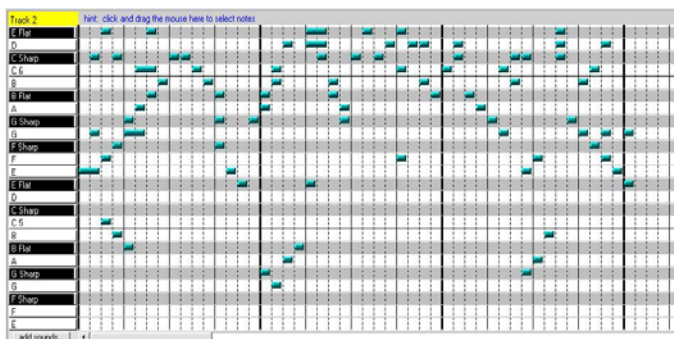 Track 2
hint: click and drag the mouse here to select notes
E Flat
D
C Sharp
C 6
B
B Flat
A
G Sharp
G
F Sharp
F
E
E Flat
D
C Sharp
C 5
B
B Flat
A
G Sharp
G
F Sharp
F
E
add sounds